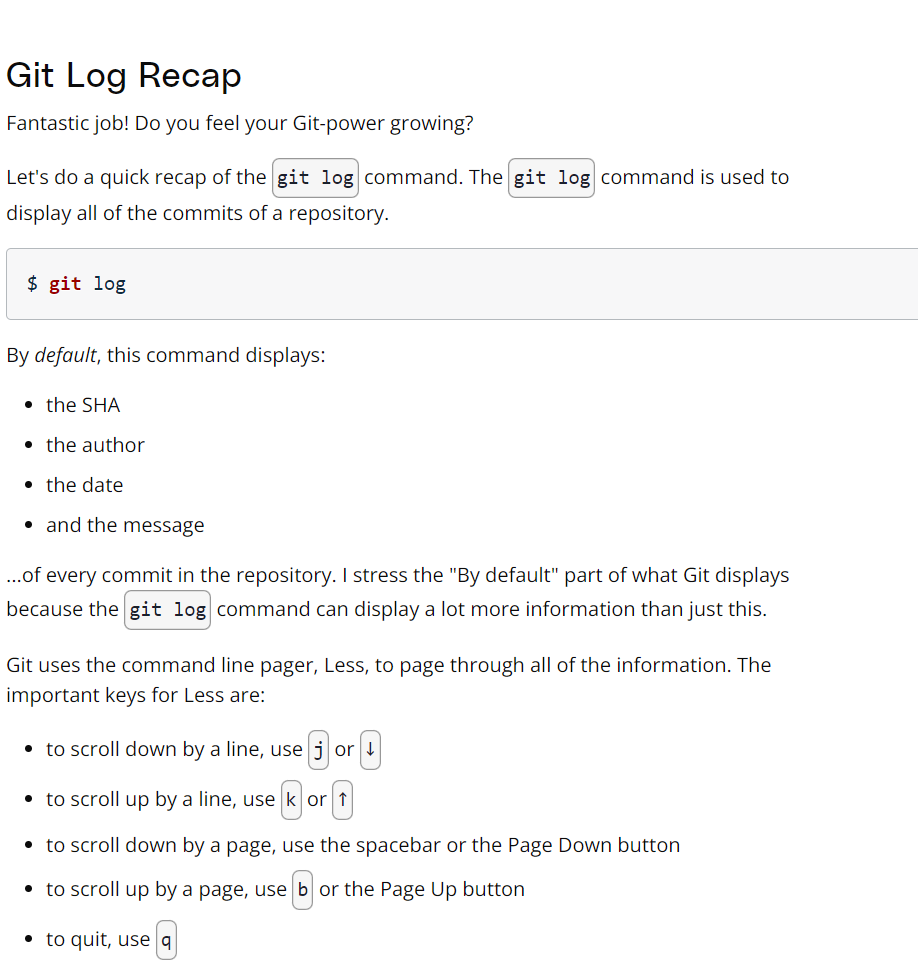 Git Log Recap
Fantastic job! Do you feel your Git-power growing?
Let's do a quick recap of the git log command. The git log command is used to
display all of the commits of a repository.
$ git log
By default, this command displays:
• the SHA
• the author
• the date
• and the message
...of every commit in the repository. I stress the "By default" part of what Git displays
because the git log command can display a lot more information than just this.
Git uses the command line pager, Less, to page through all of the information. The
important keys for Less are:
• to scroll down by a line, use j or ↓
• to scroll up by a line, use k or ↑
• to scroll down by a page, use the spacebar or the Page Down button
• to scroll up by a page, use b or the Page Up button
• to quit, use q